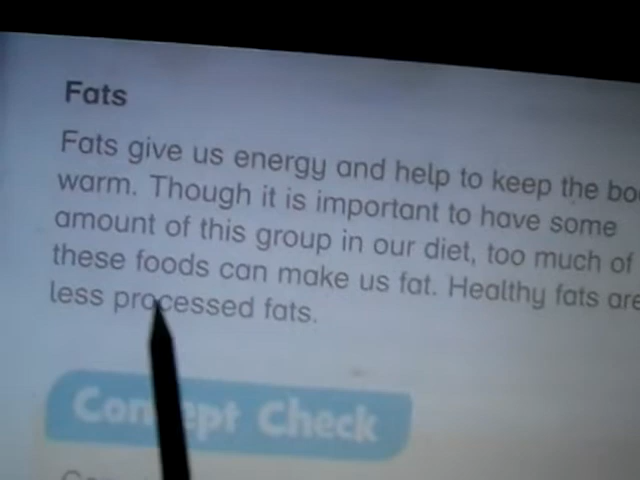 Fats
Fats give us energy and help to keep the bo
warm. Though it is important to have some
amount of this group in our diet, too much of
these foods can make us fat. Healthy fats are
less processed fats.
Concept Check